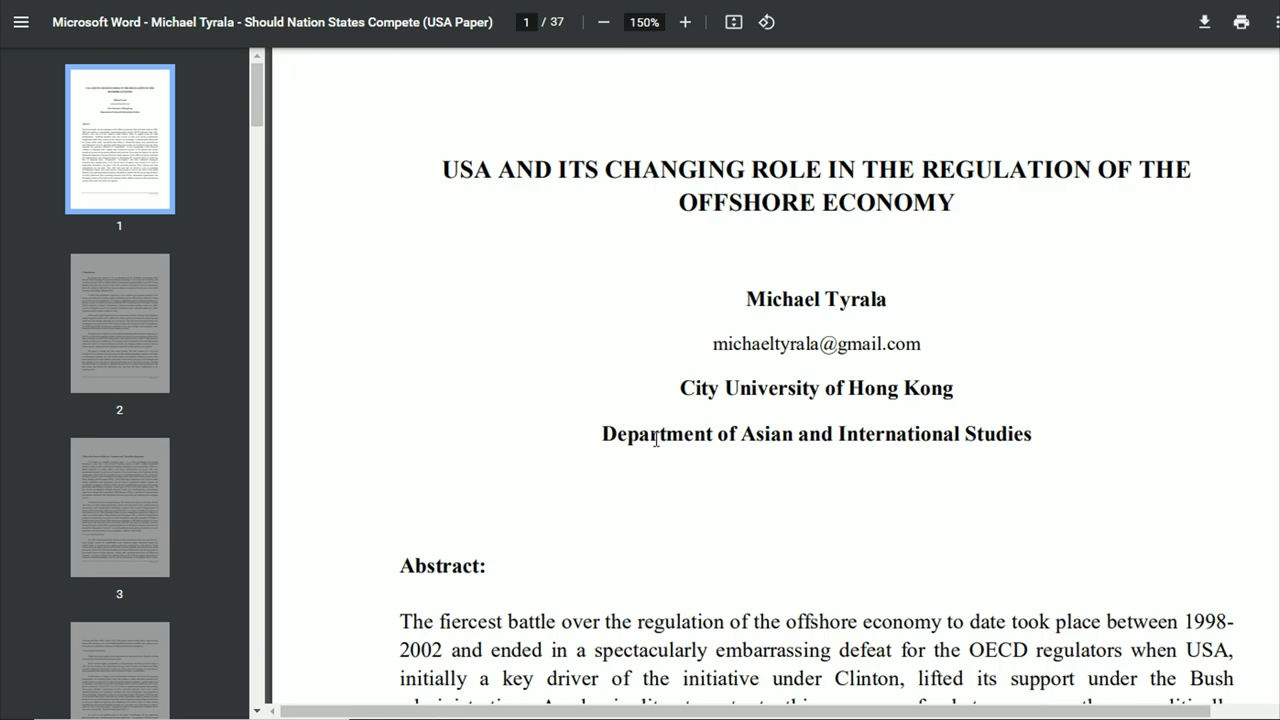 Microsoft Word - Michael Tyrala - Should Nation States Compete (USA Paper)
1 / 37
150%
1
2
3
USA AND ITS CHANGING ROLE IN THE REGULATION OF THE
OFFSHORE ECONOMY
Michael Tyrala
michaeltyrala@gmail.com
City University of Hong Kong
Department of Asian and International Studies
Abstract:
The fiercest battle over the regulation of the offshore economy to date took place between 1998-
2002 and ended in a spectacularly embarrassing defeat for the OECD regulators when USA,
initially a key driver of the initiative under Clinton, lifted its support under the Bush